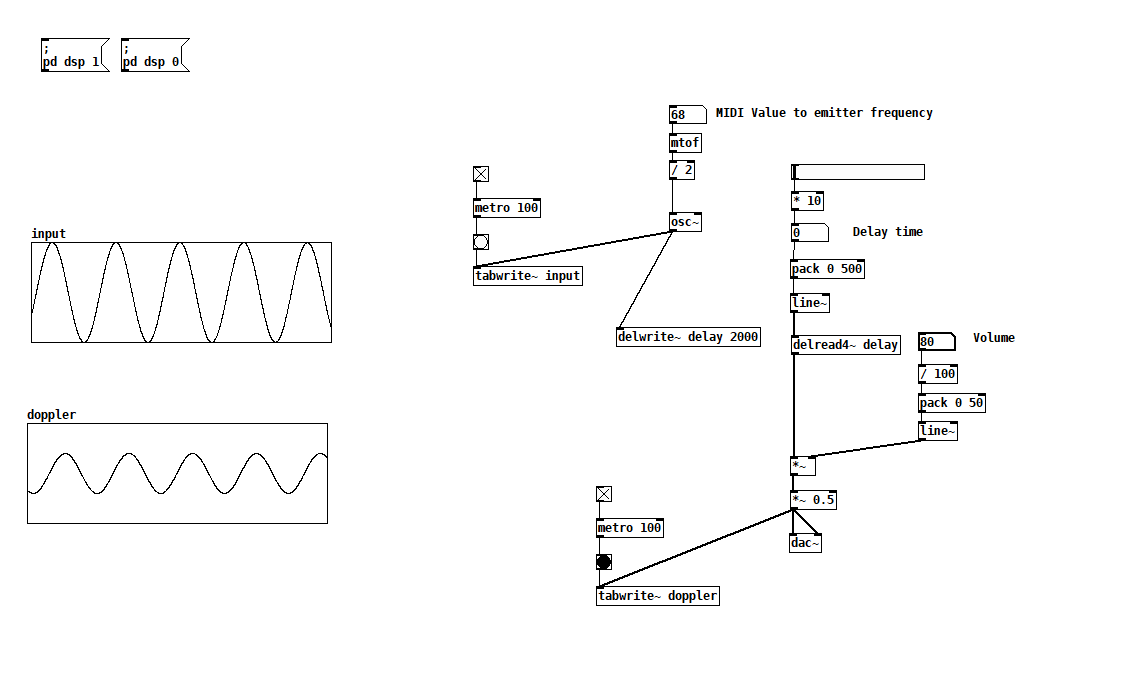 ;
pd dsp 1
;
pd dsp 0
68
MIDI Value to emitter frequency
mtof
/ 2
metro 100
* 10
osc~
0
Delay time
input
tabwrite~ input
pack 0 500
line~
delwrite~ delay 2000
delread4~ delay
80
Volume
/ 100
pack 0 50
doppler
line~
*~
*~ 0.5
metro 100
dac~
tabwrite~ doppler